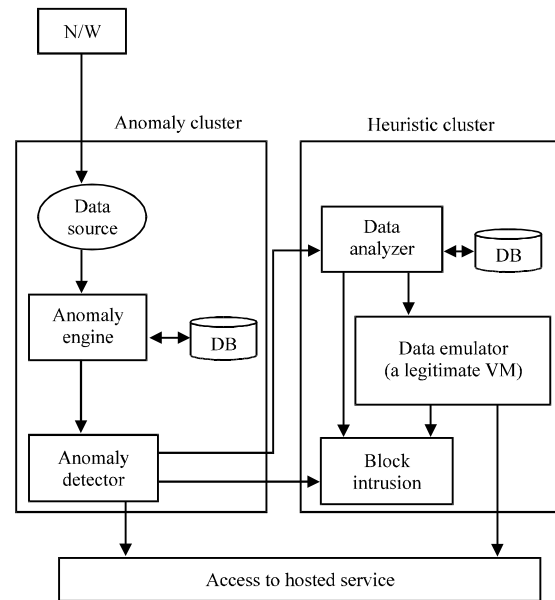 N/W
Anomaly cluster
Heuristic cluster
Data
source
Data
analyzer
DB
Anomaly
engine
DB
Data emulator
(a legitimate VM)
Anomaly
detector
Block
intrusion
Access to hosted service